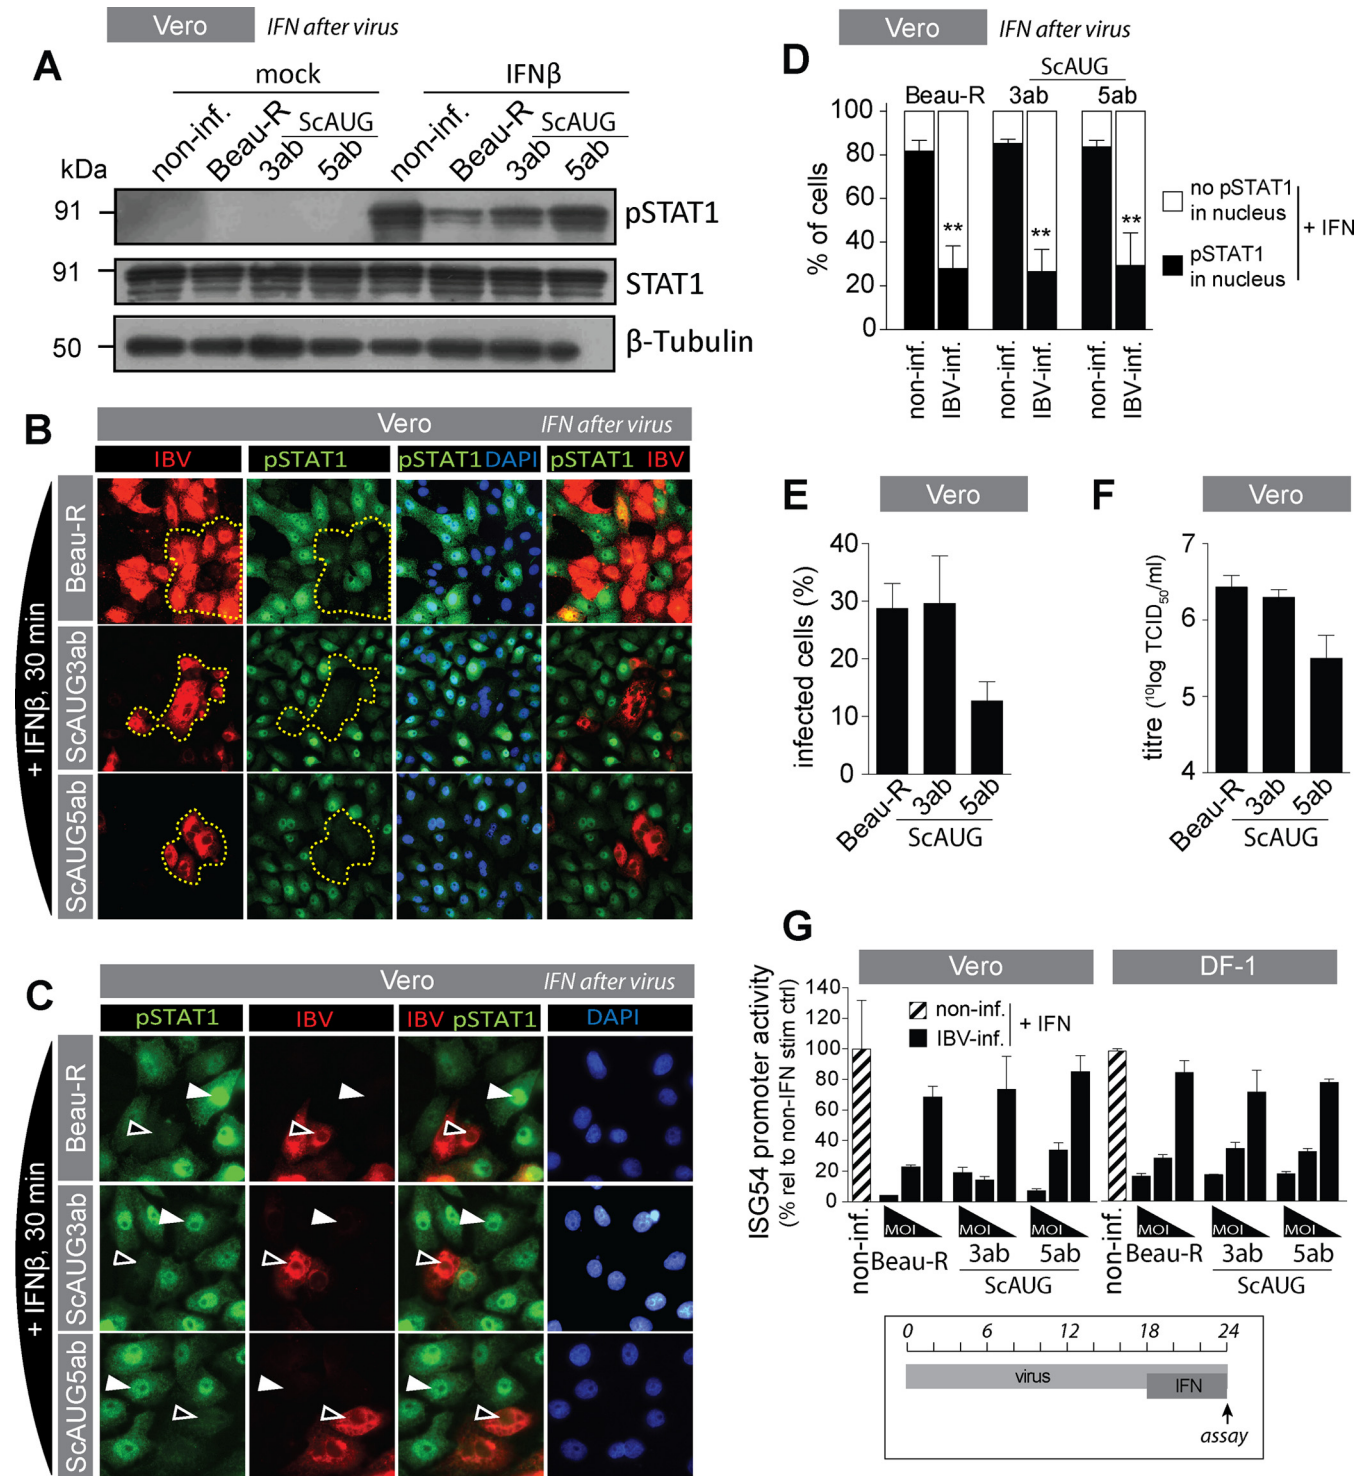 Vero IFN after virus
A
mock IFNβ
ScAUG ScAUG
non-inf. Beau-R 3ab 5ab non-inf. Beau-R 3ab 5ab
kDa
91 pSTAT1
91 STAT1
50 β-Tubulin
B
Vero IFN after virus
IBV pSTAT1 pSTAT1 DAPI pSTAT1 IBV
+ IFNβ, 30 min
Beau-R
ScAUG3ab
ScAUG5ab
C
Vero IFN after virus
pSTAT1 IBV IBV pSTAT1 DAPI
+ IFNβ, 30 min
Beau-R
ScAUG3ab
ScAUG5ab
Vero IFN after virus
D
ScAUG
Beau-R 3ab 5ab
% of cells
100
80
60
40
20
0
** ** **
non-inf. IBV-inf. non-inf. IBV-inf. non-inf. IBV-inf.
no pSTAT1
in nucleus
pSTAT1
in nucleus
+ IFN
E
Vero
infected cells (%)
40
30
20
10
0
Beau-R 3ab 5ab
ScAUG
F
Vero
titre (¹⁰log TCID₅₀/ml)
7
6
5
4
Beau-R 3ab 5ab
ScAUG
G
Vero DF-1
ISG54 promoter activity
(% rel to non-IFN stim ctrl)
140
120
100
80
60
40
20
0
non-inf.
IBV-inf.
+ IFN
non-inf. MOI MOI MOI non-inf. MOI MOI MOI
Beau-R 3ab 5ab Beau-R 3ab 5ab
ScAUG ScAUG
0 6 12 18 24
virus IFN
assay